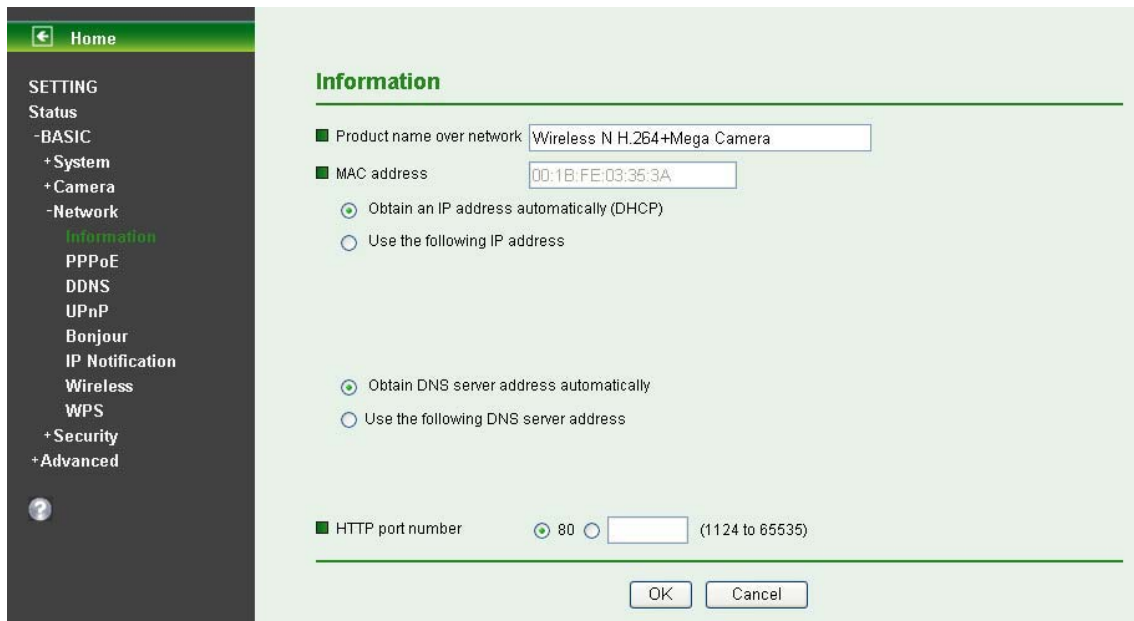 Home
SETTING
Status
-BASIC
+System
+Camera
-Network
Information
PPPoE
DDNS
UPnP
Bonjour
IP Notification
Wireless
WPS
+Security
+Advanced
?
Information
Product name over network Wireless N H.264+Mega Camera
MAC address 00:1B:FE:03:35:3A
Obtain an IP address automatically (DHCP)
Use the following IP address
Obtain DNS server address automatically
Use the following DNS server address
HTTP port number 80 (1124 to 65535)
OK Cancel